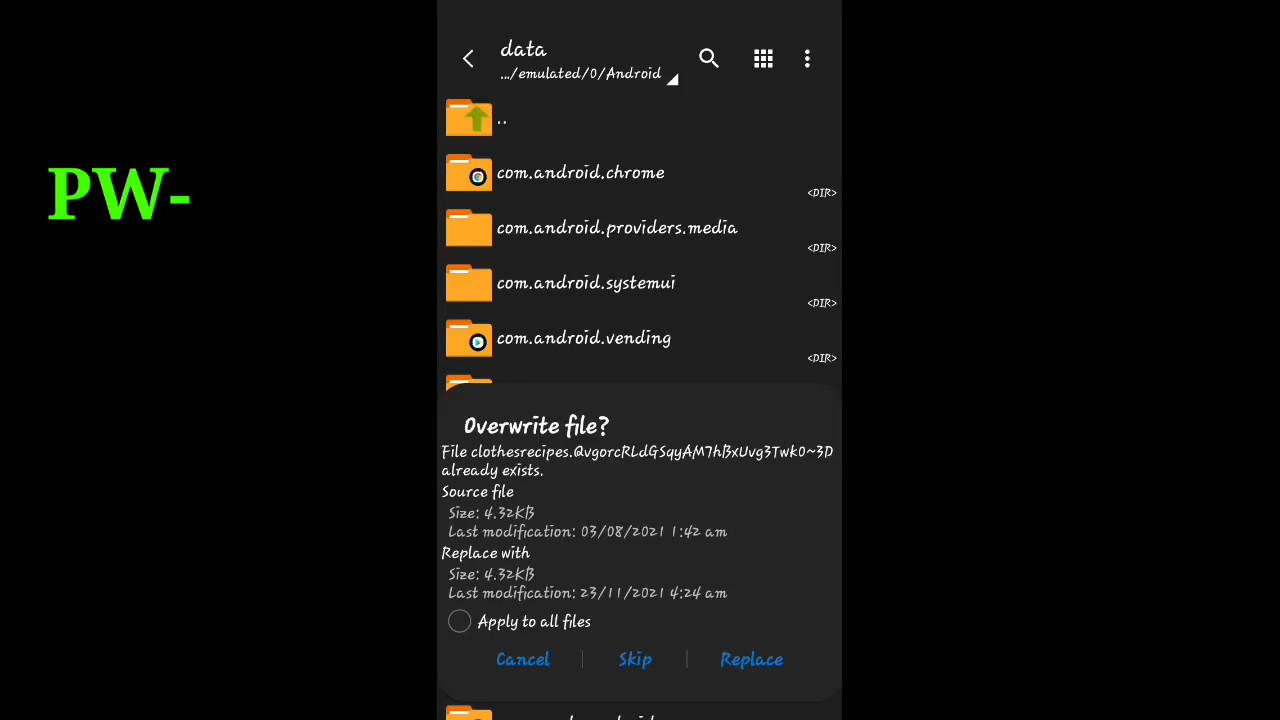 PW-
data
.../emulated/0/Android
..
com.android.chrome
<DIR>
com.android.providers.media
<DIR>
com.android.systemui
<DIR>
com.android.vending
<DIR>
Overwrite file?
File clothesrecipes.QvgorcRLdGSqyAM7hBxUvg3Twk0~3D
already exists.
Source file
Size: 4.32KB
Last modification: 03/08/2021 1:42 am
Replace with
Size: 4.32KB
Last modification: 23/11/2021 4:24 am
Apply to all files
Cancel
Skip
Replace